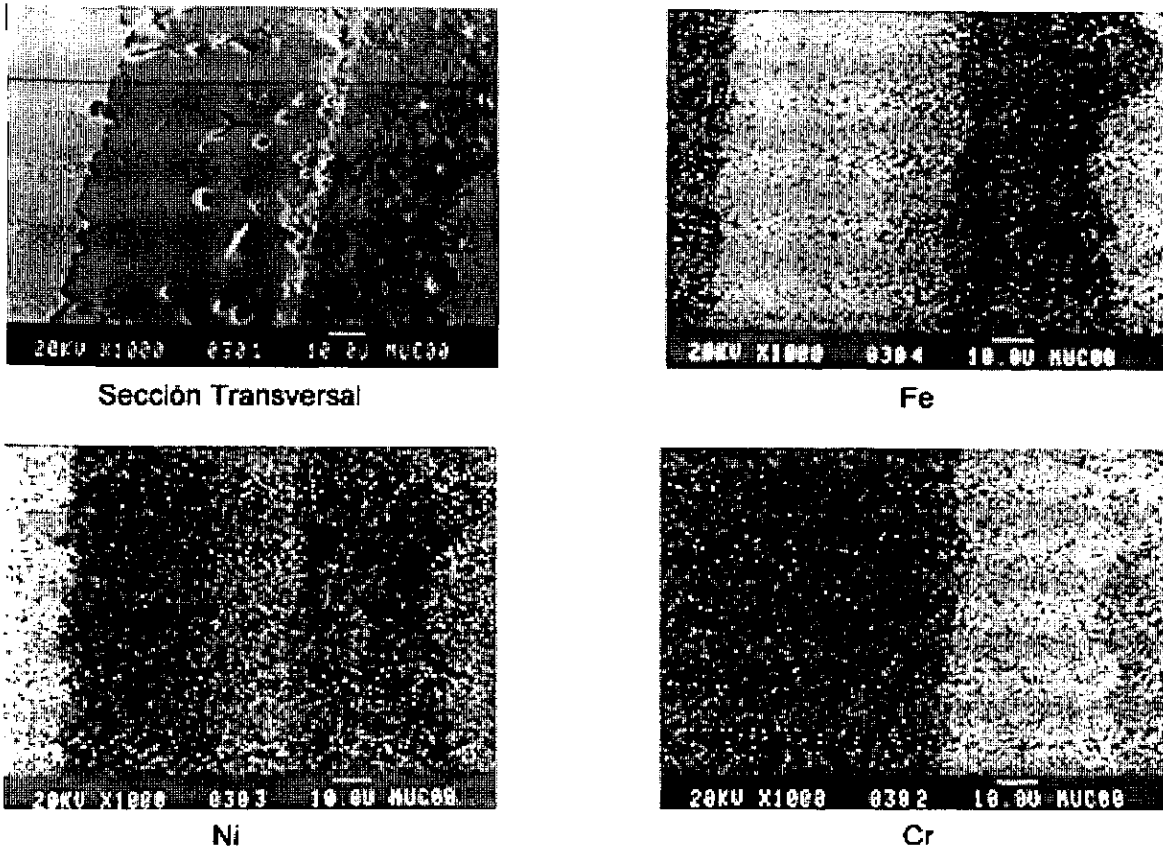 20KV X1000 0301 10.0U MUC00
Sección Transversal
20KV X1000 0304 10.0U MUC00
Fe
20KV X1000 0303 10.0U MUC00
Ni
20KV X1000 0302 10.0U MUC00
Cr